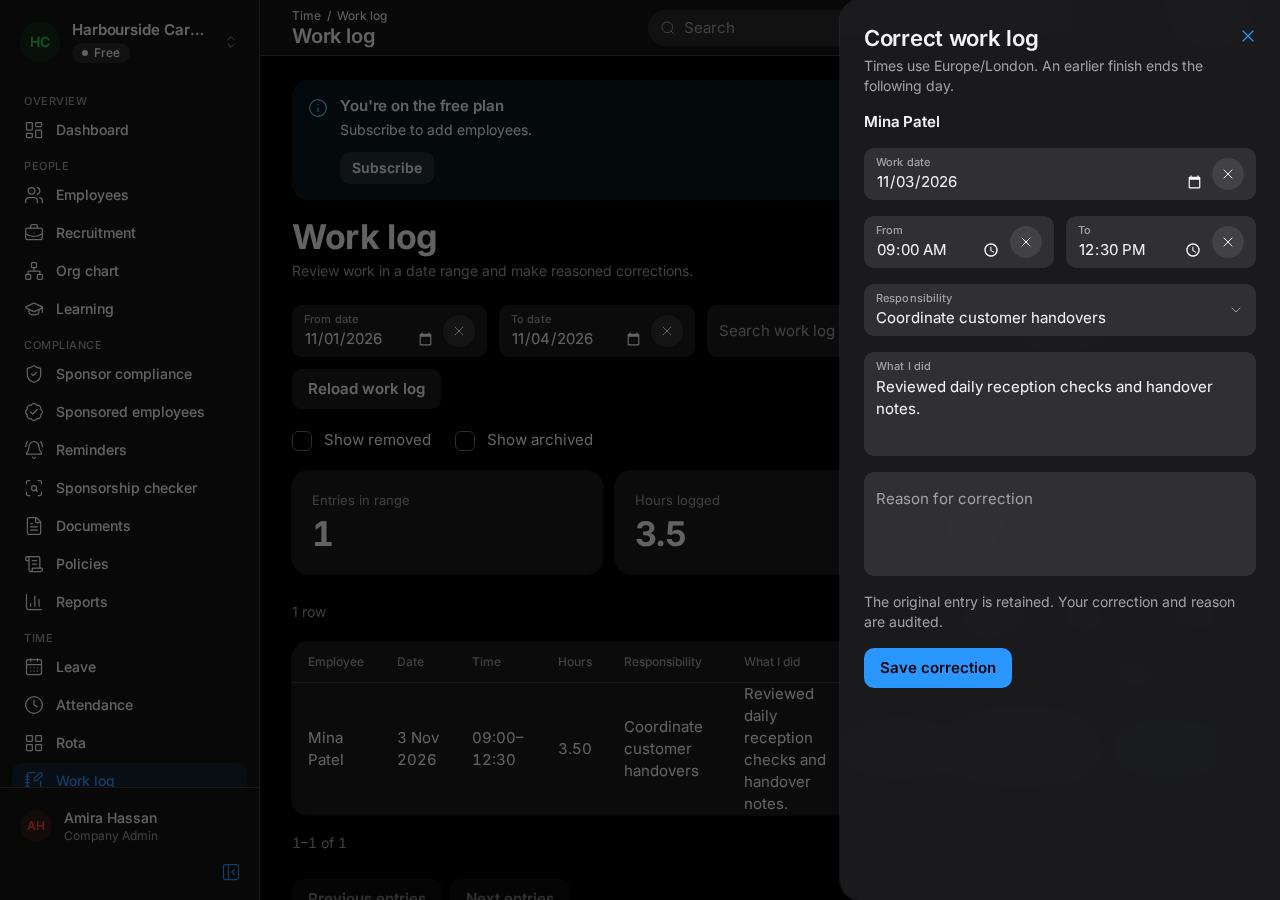 HC
Harbourside Car...
Free
OVERVIEW
Dashboard
PEOPLE
Employees
Recruitment
Org chart
Learning
COMPLIANCE
Sponsor compliance
Sponsored employees
Reminders
Sponsorship checker
Documents
Policies
Reports
TIME
Leave
Attendance
Rota
Work log
AH
Amira Hassan
Company Admin
Time / Work log
Work log
Search
You're on the free plan
Subscribe to add employees.
Subscribe
Work log
Review work in a date range and make reasoned corrections.
From date
11/01/2026
To date
11/04/2026
Search work log
Reload work log
Show removed
Show archived
Entries in range
1
Hours logged
3.5
1 row
Employee Date Time Hours Responsibility What I did
Mina
Patel
3 Nov
2026
09:00–
12:30
3.50
Coordinate
customer
handovers
Reviewed
daily
reception
checks and
handover
notes.
1–1 of 1
Previous entries
Next entries
Correct work log
Times use Europe/London. An earlier finish ends the
following day.
Mina Patel
Work date
11/03/2026
From
09:00 AM
To
12:30 PM
Responsibility
Coordinate customer handovers
What I did
Reviewed daily reception checks and handover
notes.
Reason for correction
The original entry is retained. Your correction and reason
are audited.
Save correction